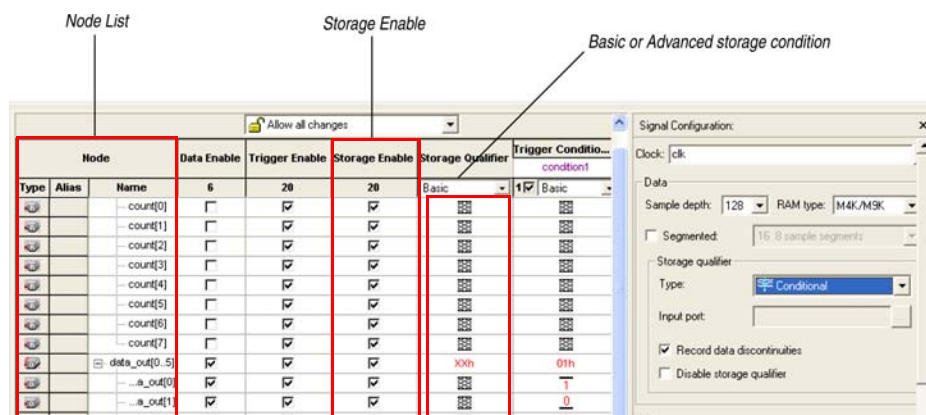 Node List
Storage Enable
Basic or Advanced storage condition
Allow all changes
Node Data Enable Trigger Enable Storage Enable Storage Qualifier Trigger Conditio...
condition1
Type Alias Name 6 20 20 Basic 1 Basic
count[0]
count[1]
count[2]
count[3]
count[4]
count[5]
count[6]
count[7]
data_out[0..5] XXh 01h
...a_out[0] 1
...a_out[1] 0
Signal Configuration: x
Clock: clk
Data
Sample depth: 128 RAM type: M4K/M9K
Segmented: 16 8 sample segments
Storage qualifier
Type: Conditional
Input port:
...
Record data discontinuities
Disable storage qualifier